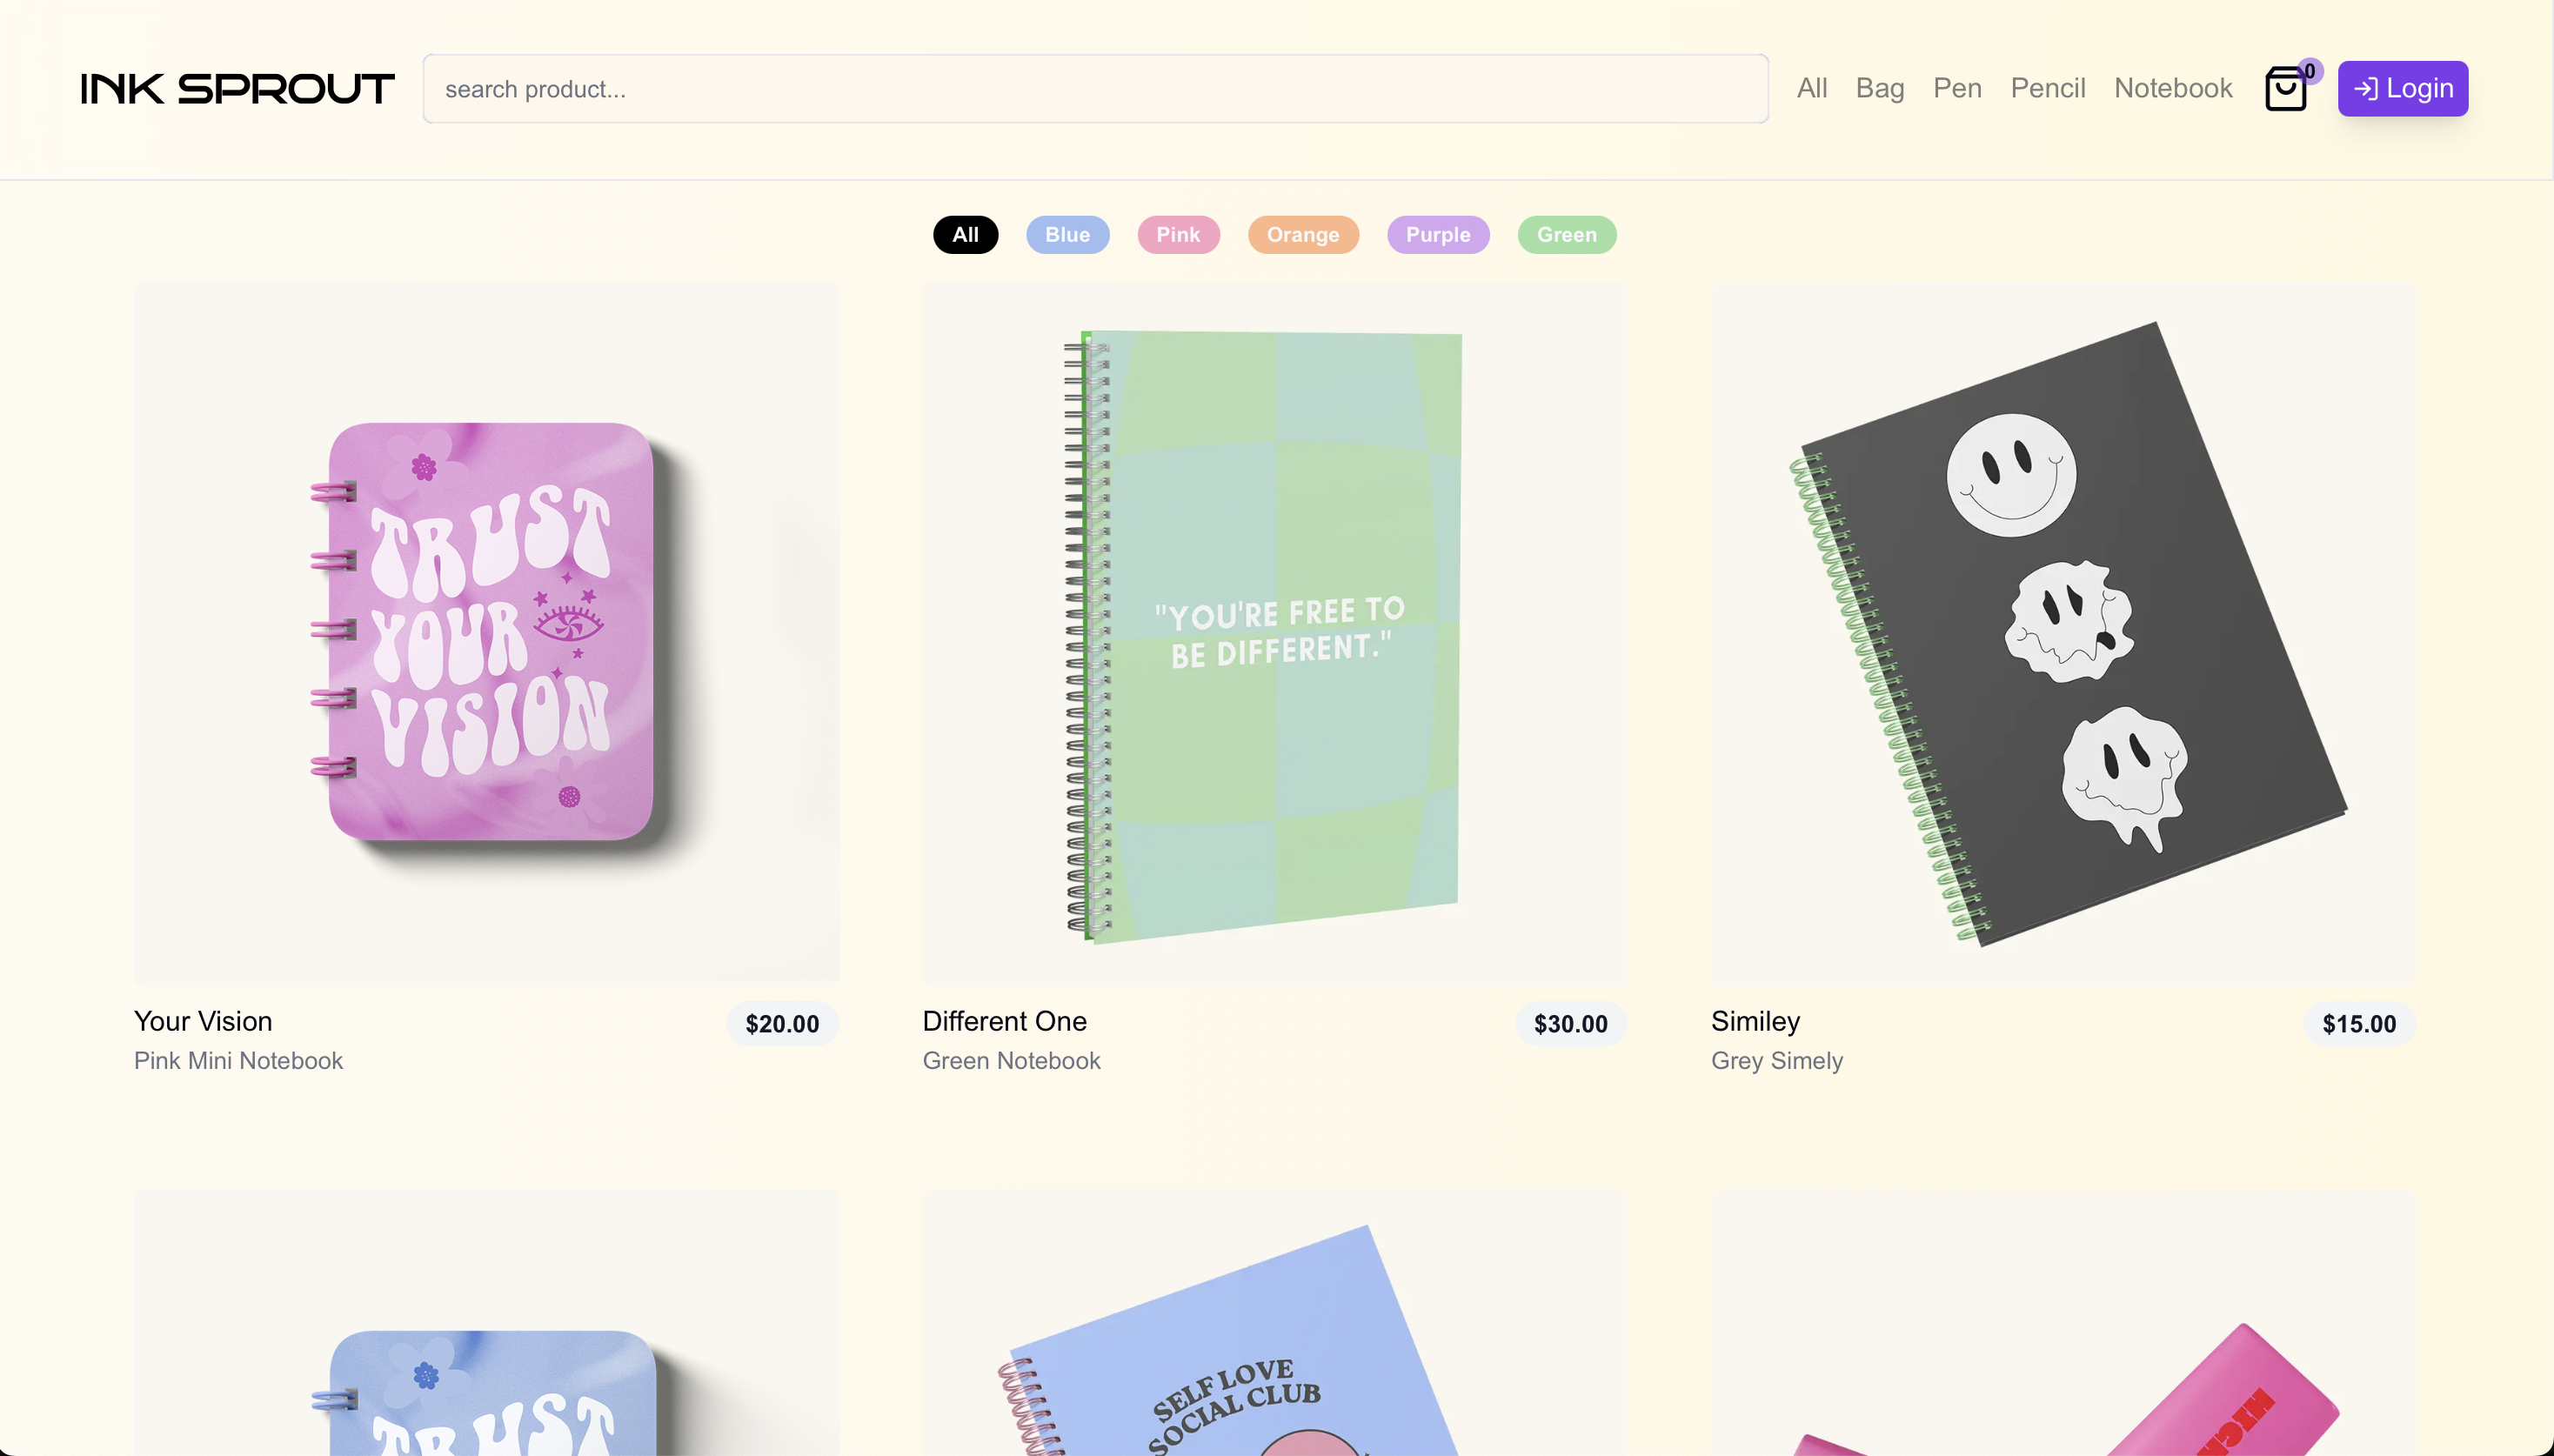 INK SPROUT
search product...
All Bag Pen Pencil Notebook
0
Login
All Blue Pink Orange Purple Green
TRUST
YOUR
VISION
"YOU'RE FREE TO
BE DIFFERENT."
Your Vision
$20.00
Pink Mini Notebook
Different One
$30.00
Green Notebook
Similey
$15.00
Grey Simely
TRUST
SELF LOVE
SOCIAL CLUB